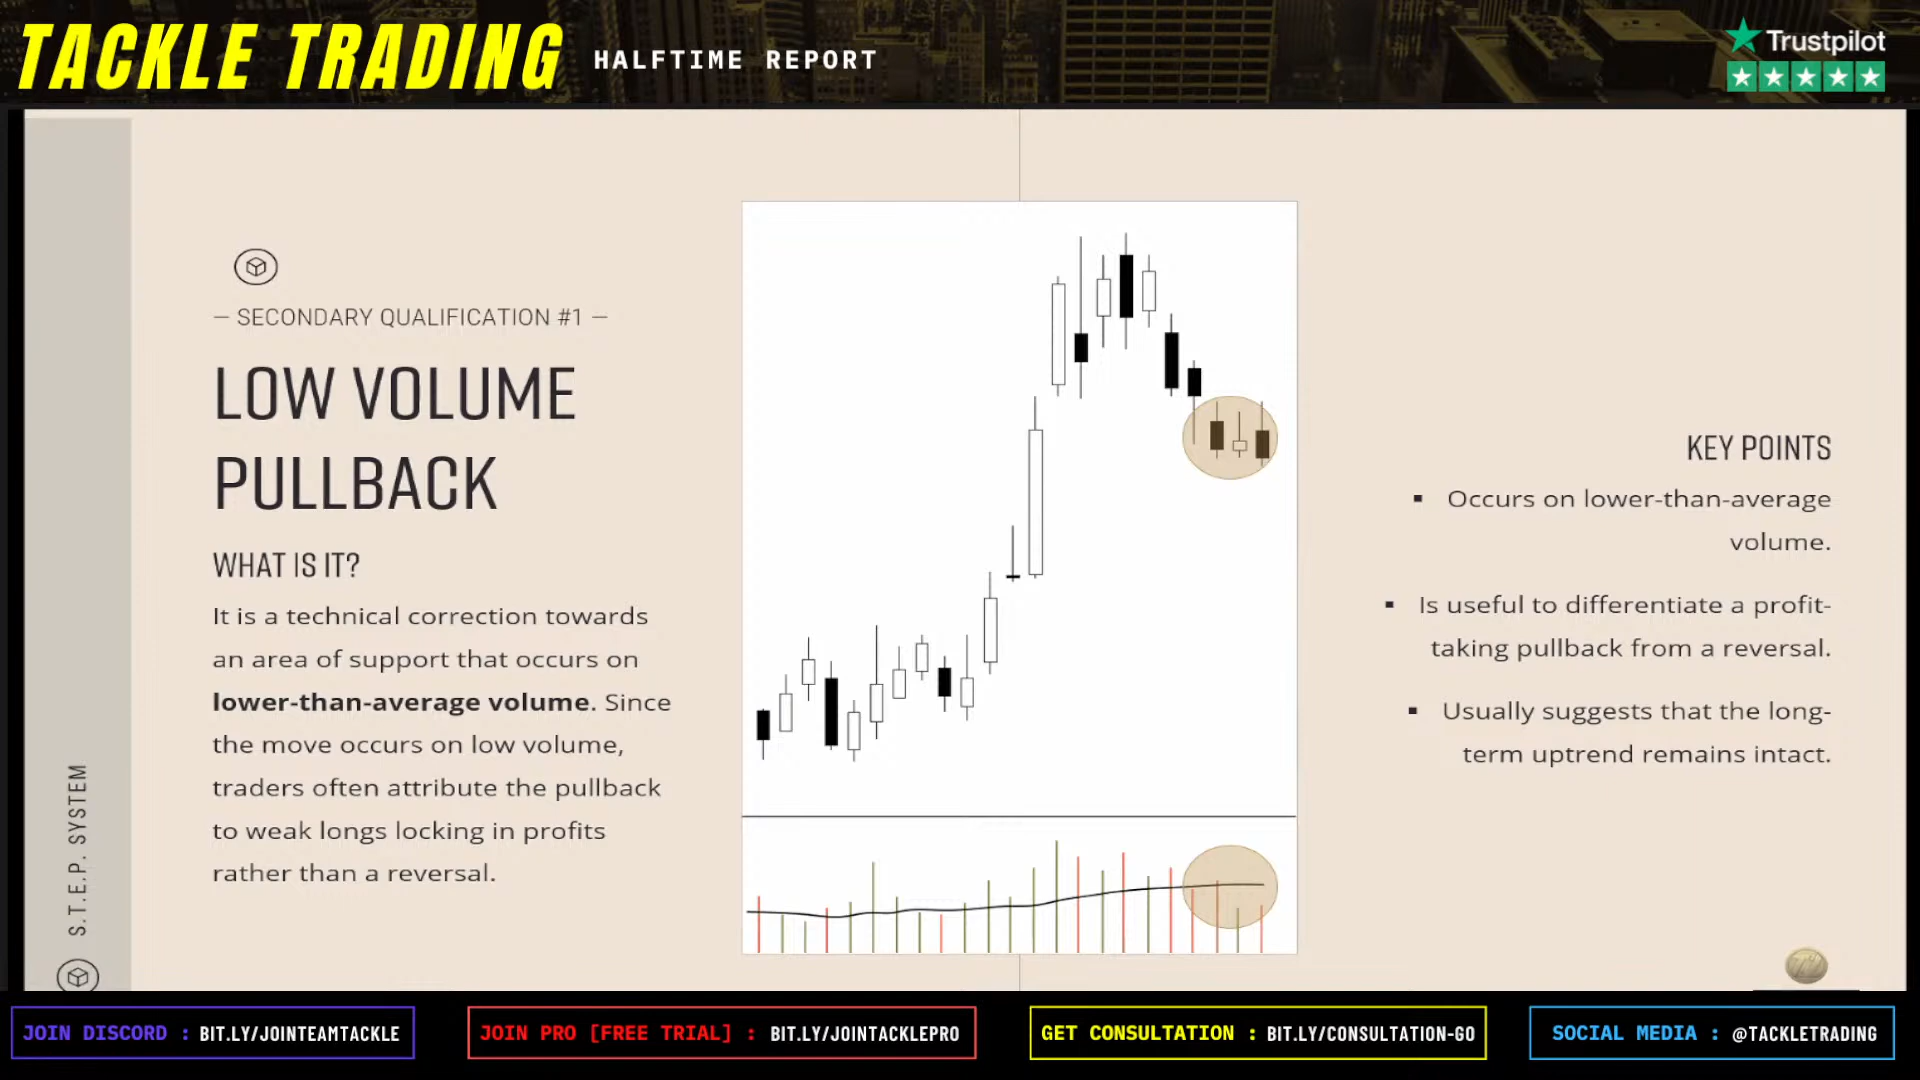 TACKLE TRADING
HALFTIME REPORT
Trustpilot
— SECONDARY QUALIFICATION #1 —
LOW VOLUME
PULLBACK
WHAT IS IT?
It is a technical correction towards
an area of support that occurs on
lower-than-average volume. Since
the move occurs on low volume,
traders often attribute the pullback
to weak longs locking in profits
rather than a reversal.
KEY POINTS
▪ Occurs on lower-than-average
volume.
▪ Is useful to differentiate a profit-
taking pullback from a reversal.
▪ Usually suggests that the long-
term uptrend remains intact.
S.T.E.P. SYSTEM
JOIN DISCORD : BIT.LY/JOINTEAMTACKLE
JOIN PRO [FREE TRIAL] : BIT.LY/JOINTACKLEPRO
GET CONSULTATION : BIT.LY/CONSULTATION-GO
SOCIAL MEDIA : @TACKLETRADING